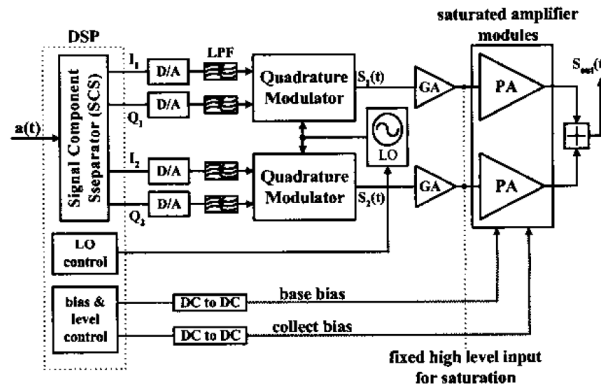 saturated amplifier
modules
DSP
I1
LPF
D/A
Quadrature
Modulator
S1(t)
GA
PA
Sout(t)
Signal Component
Sseparator (SCS)
a(t)
Q1
D/A
LO
I2
D/A
Quadrature
Modulator
S2(t)
GA
PA
Q2
D/A
LO
control
bias &
level
control
DC to DC
base bias
DC to DC
collect bias
fixed high level input
for saturation